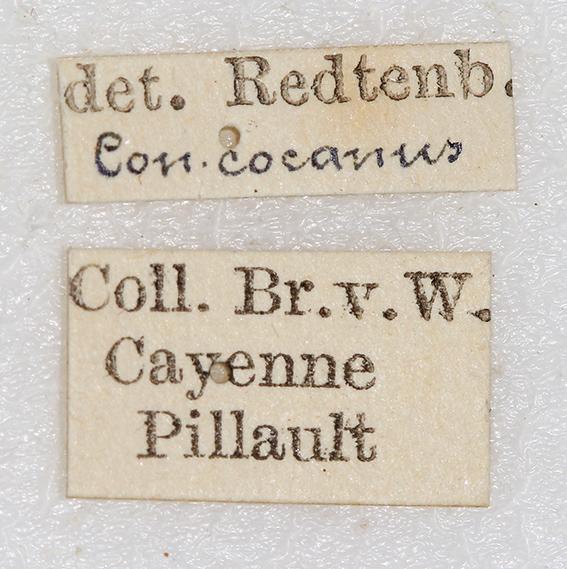 det. Redtenb.
Con. cocanus
Coll. Br.v.W.
Cayenne
Pillault